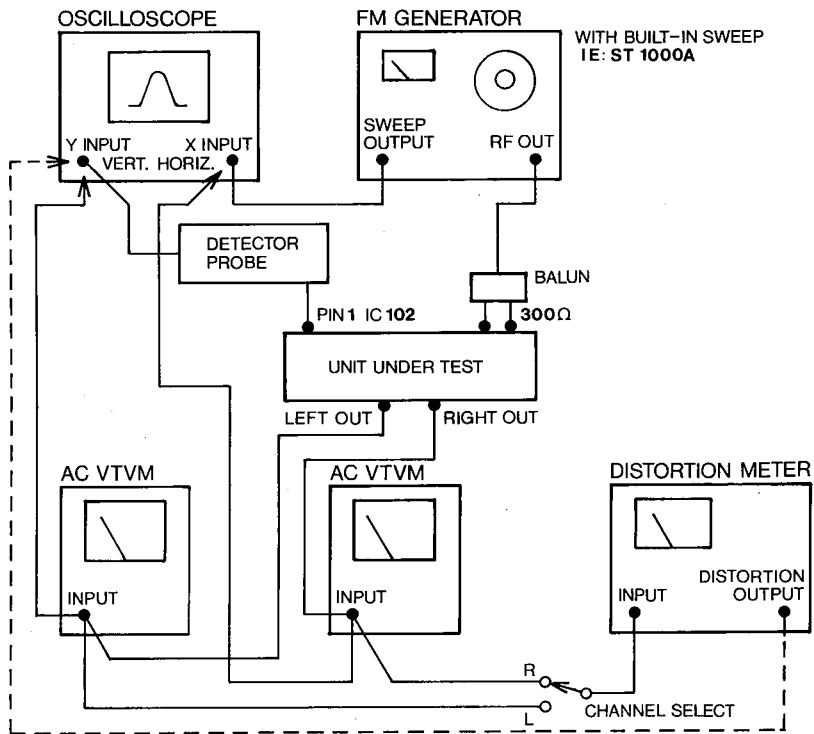 OSCILLOSCOPE
FM GENERATOR
WITH BUILT-IN SWEEP
IE: ST 1000A
Y INPUT
X INPUT
VERT. HORIZ.
SWEEP
OUTPUT
RF OUT
DETECTOR
PROBE
BALUN
PIN 1 IC 102
300Ω
UNIT UNDER TEST
LEFT OUT
RIGHT OUT
AC VTVM
AC VTVM
DISTORTION METER
INPUT
INPUT
INPUT
DISTORTION
OUTPUT
R
L
CHANNEL SELECT